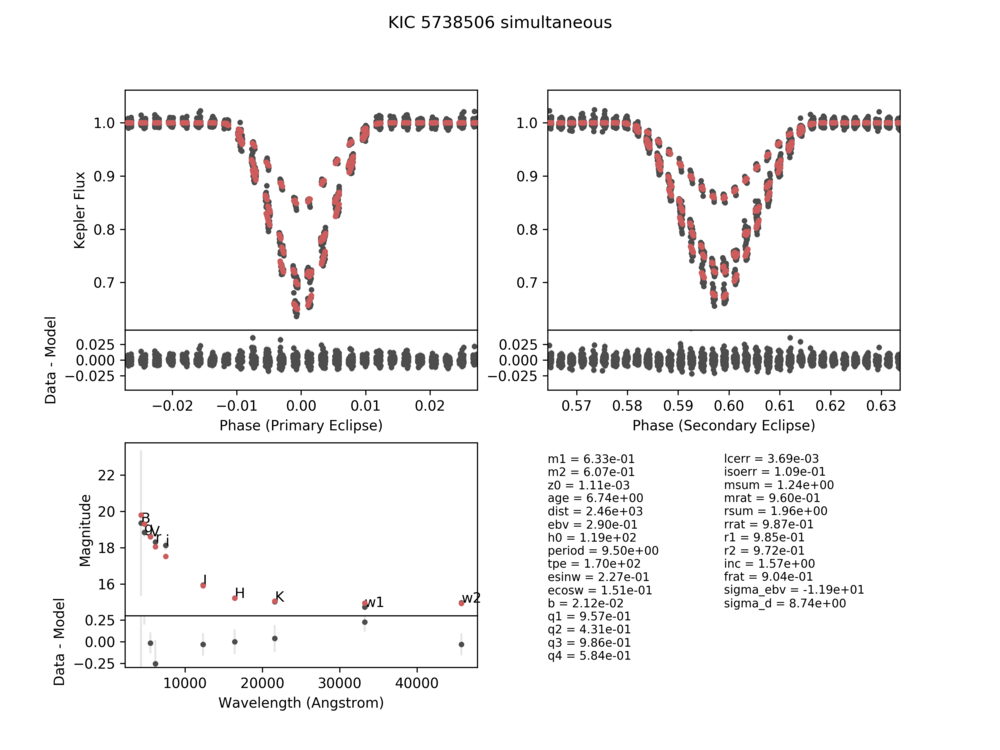 KIC 5738506 simultaneous
1.0
0.9
0.8
0.7
Kepler Flux
0.025
0.000
−0.025
Data - Model
−0.02 −0.01 0.00 0.01 0.02
Phase (Primary Eclipse)
1.0
0.9
0.8
0.7
0.025
0.000
−0.025
0.57 0.58 0.59 0.60 0.61 0.62 0.63
Phase (Secondary Eclipse)
22
20
18
16
Magnitude
B
g
V
r
i
J
H
K
w1
w2
0.25
0.00
−0.25
Data - Model
10000 20000 30000 40000
Wavelength (Angstrom)
m1 = 6.33e-01
m2 = 6.07e-01
z0 = 1.11e-03
age = 6.74e+00
dist = 2.46e+03
ebv = 2.90e-01
h0 = 1.19e+02
period = 9.50e+00
tpe = 1.70e+02
esinw = 2.27e-01
ecosw = 1.51e-01
b = 2.12e-02
q1 = 9.57e-01
q2 = 4.31e-01
q3 = 9.86e-01
q4 = 5.84e-01
lcerr = 3.69e-03
isoerr = 1.09e-01
msum = 1.24e+00
mrat = 9.60e-01
rsum = 1.96e+00
rrat = 9.87e-01
r1 = 9.85e-01
r2 = 9.72e-01
inc = 1.57e+00
frat = 9.04e-01
sigma_ebv = -1.19e+01
sigma_d = 8.74e+00